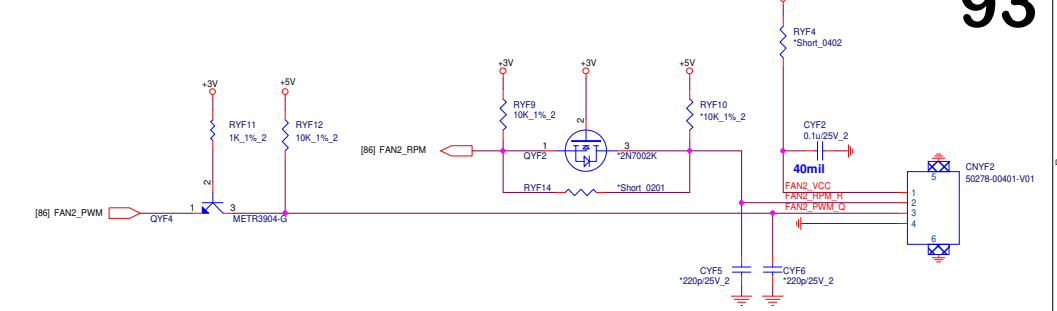 93
RYF4
*Short_0402
+3V
+5V
+3V
+3V
+5V
RYF11
1K_1%_2
RYF12
10K_1%_2
RYF9
10K_1%_2
RYF10
*10K_1%_2
CYF2
0.1u/25V_2
40mil
[86] FAN2_RPM
1
2
3
QYF2
*2N7002K
RYF14
*Short_0201
CNYF2
50278-00401-V01
5
FAN2_VCC
FAN2_RPM_R
FAN2_PWM_Q
1
2
3
4
6
[86] FAN2_PWM
1
2
3
QYF4
METR3904-G
CYF5
*220p/25V_2
CYF6
*220p/25V_2